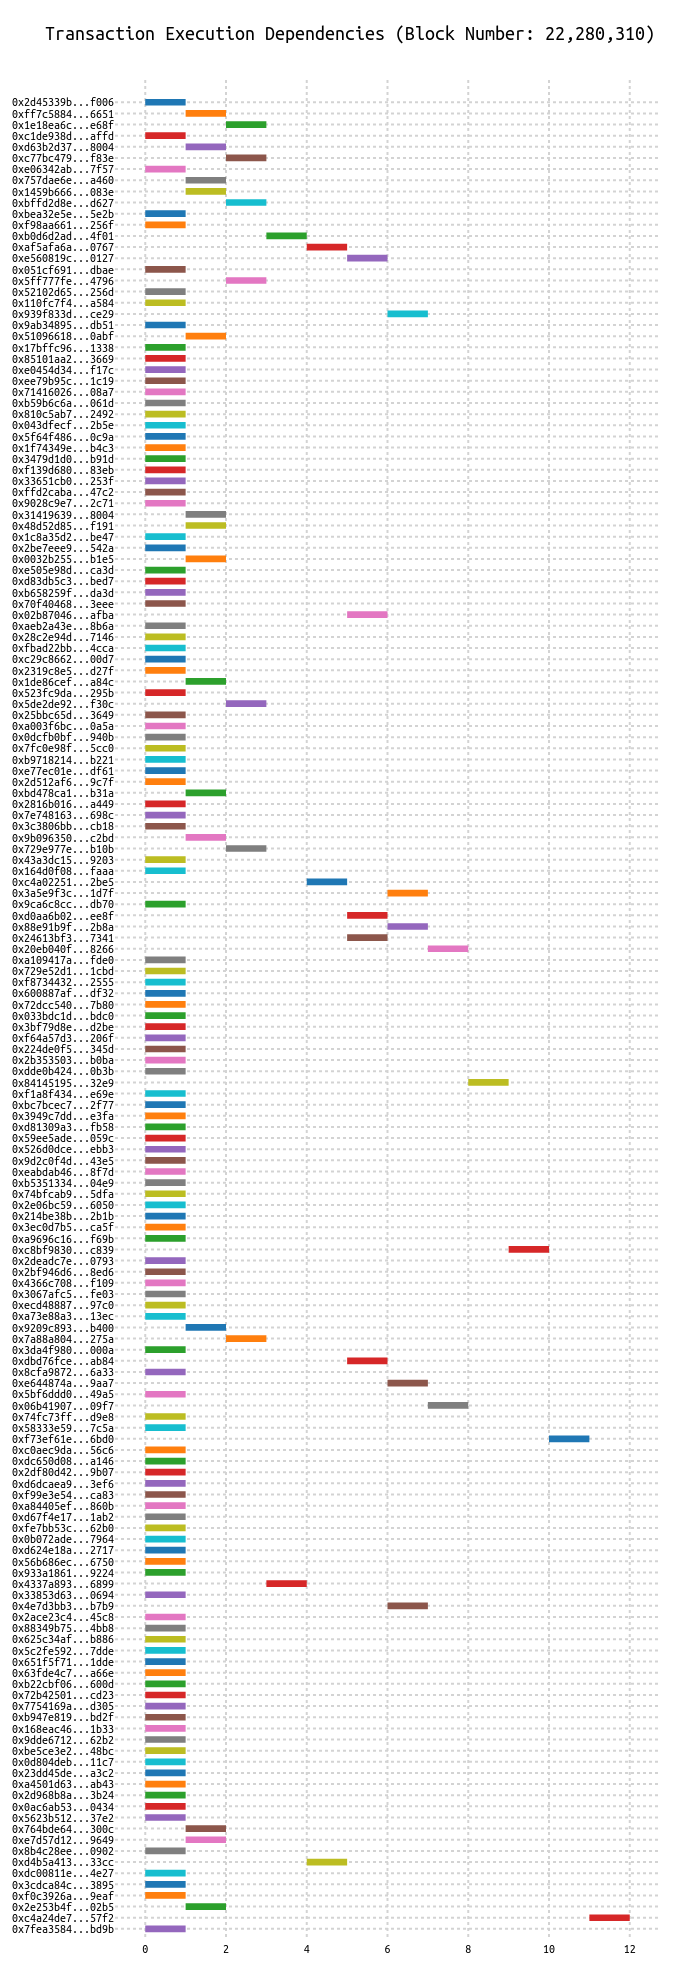 Transaction Execution Dependencies (Block Number: 22,280,310)
0x2d45339b...f006
0xff7c5884...6651
0x1e18ea6c...e68f
0xc1de938d...affd
0xd63b2d37...8004
0xc77bc479...f83e
0xe06342ab...7f57
0x757dae6e...a460
0x1459b666...083e
0xbffd2d8e...d627
0xbea32e5e...5e2b
0xf98aa661...256f
0xb0d6d2ad...4f01
0xaf5afa6a...0767
0xe560819c...0127
0x051cf691...dbae
0x5ff777fe...4796
0x52102d65...256d
0x110fc7f4...a584
0x939f833d...ce29
0x9ab34895...db51
0x51096618...0abf
0x17bffc96...1338
0x85101aa2...3669
0xe0454d34...f17c
0xee79b95c...1c19
0x71416026...08a7
0xb59b6c6a...061d
0x810c5ab7...2492
0x043dfecf...2b5e
0x5f64f486...0c9a
0x1f74349e...b4c3
0x3479d1d0...b91d
0xf139d680...83eb
0x33651cb0...253f
0xffd2caba...47c2
0x9028c9e7...2c71
0x31419639...8004
0x48d52d85...f191
0x1c8a35d2...be47
0x2be7eee9...542a
0x0032b255...b1e5
0xe505e98d...ca3d
0xd83db5c3...bed7
0xb658259f...da3d
0x70f40468...3eee
0x02b87046...afba
0xaeb2a43e...8b6a
0x28c2e94d...7146
0xfbad22bb...4cca
0xc29c8662...00d7
0x2319c8e5...d27f
0x1de86cef...a84c
0x523fc9da...295b
0x5de2de92...f30c
0x25bbc65d...3649
0xa003f6bc...0a5a
0x0dcfb0bf...940b
0x7fc0e98f...5cc0
0xb9718214...b221
0xe77ec01e...df61
0x2d512af6...9c7f
0xbd478ca1...b31a
0x2816b016...a449
0x7e748163...698c
0x3c3806bb...cb18
0x9b096350...c2bd
0x729e977e...b10b
0x43a3dc15...9203
0x164d0f08...faaa
0xc4a02251...2be5
0x3a5e9f3c...1d7f
0x9ca6c8cc...db70
0xd0aa6b02...ee8f
0x88e91b9f...2b8a
0x24613bf3...7341
0x20eb040f...8266
0xa109417a...fde0
0x729e52d1...1cbd
0xf8734432...2555
0x600887af...df32
0x72dcc540...7b80
0x033bdc1d...bdc0
0x3bf79d8e...d2be
0xf64a57d3...206f
0x224de0f5...345d
0x2b353503...b0ba
0xdde0b424...0b3b
0x84145195...32e9
0xf1a8f434...e69e
0xbc7bcec7...2f77
0x3949c7dd...e3fa
0xd81309a3...fb58
0x59ee5ade...059c
0x526d0dce...ebb3
0x9d2c0f4d...43e5
0xeabdab46...8f7d
0xb5351334...04e9
0x74bfcab9...5dfa
0x2e06bc59...6050
0x214be38b...2b1b
0x3ec0d7b5...ca5f
0xa9696c16...f69b
0xc8bf9830...c839
0x2deadc7e...0793
0x2bf946d6...8ed6
0x4366c708...f109
0x3067afc5...fe03
0xecd48887...97c0
0xa73e88a3...13ec
0x9209c893...b400
0x7a88a804...275a
0x3da4f980...000a
0xdbd76fce...ab84
0x8cfa9872...6a33
0xe644874a...9aa7
0x5bf6ddd0...49a5
0x06b41907...09f7
0x74fc73ff...d9e8
0x58333e59...7c5a
0xf73ef61e...6bd0
0xc0aec9da...56c6
0xdc650d08...a146
0x2df80d42...9b07
0xd6dcaea9...3ef6
0xf99e3e54...ca83
0xa84405ef...860b
0xd67f4e17...1ab2
0xfe7bb53c...62b0
0x0b072ade...7964
0xd624e18a...2717
0x56b686ec...6750
0x933a1861...9224
0x4337a893...6899
0x33853d63...0694
0x4e7d3bb3...b7b9
0x2ace23c4...45c8
0x88349b75...4bb8
0x625c34af...b886
0x5c2fe592...7dde
0x651f5f71...1dde
0x63fde4c7...a66e
0xb22cbf06...600d
0x72b42501...cd23
0x7754169a...d305
0xb947e819...bd2f
0x168eac46...1b33
0x9dde6712...62b2
0xbe5ce3e2...48bc
0x0d804deb...11c7
0x23dd45de...a3c2
0xa4501d63...ab43
0x2d968b8a...3b24
0x0ac6ab53...0434
0x5623b512...37e2
0x764bde64...300c
0xe7d57d12...9649
0x8b4c28ee...0902
0xd4b5a413...33cc
0xdc00811e...4e27
0x3cdca84c...3895
0xf0c3926a...9eaf
0x2e253b4f...02b5
0xc4a24de7...57f2
0x7fea3584...bd9b
0 2 4 6 8 10 12